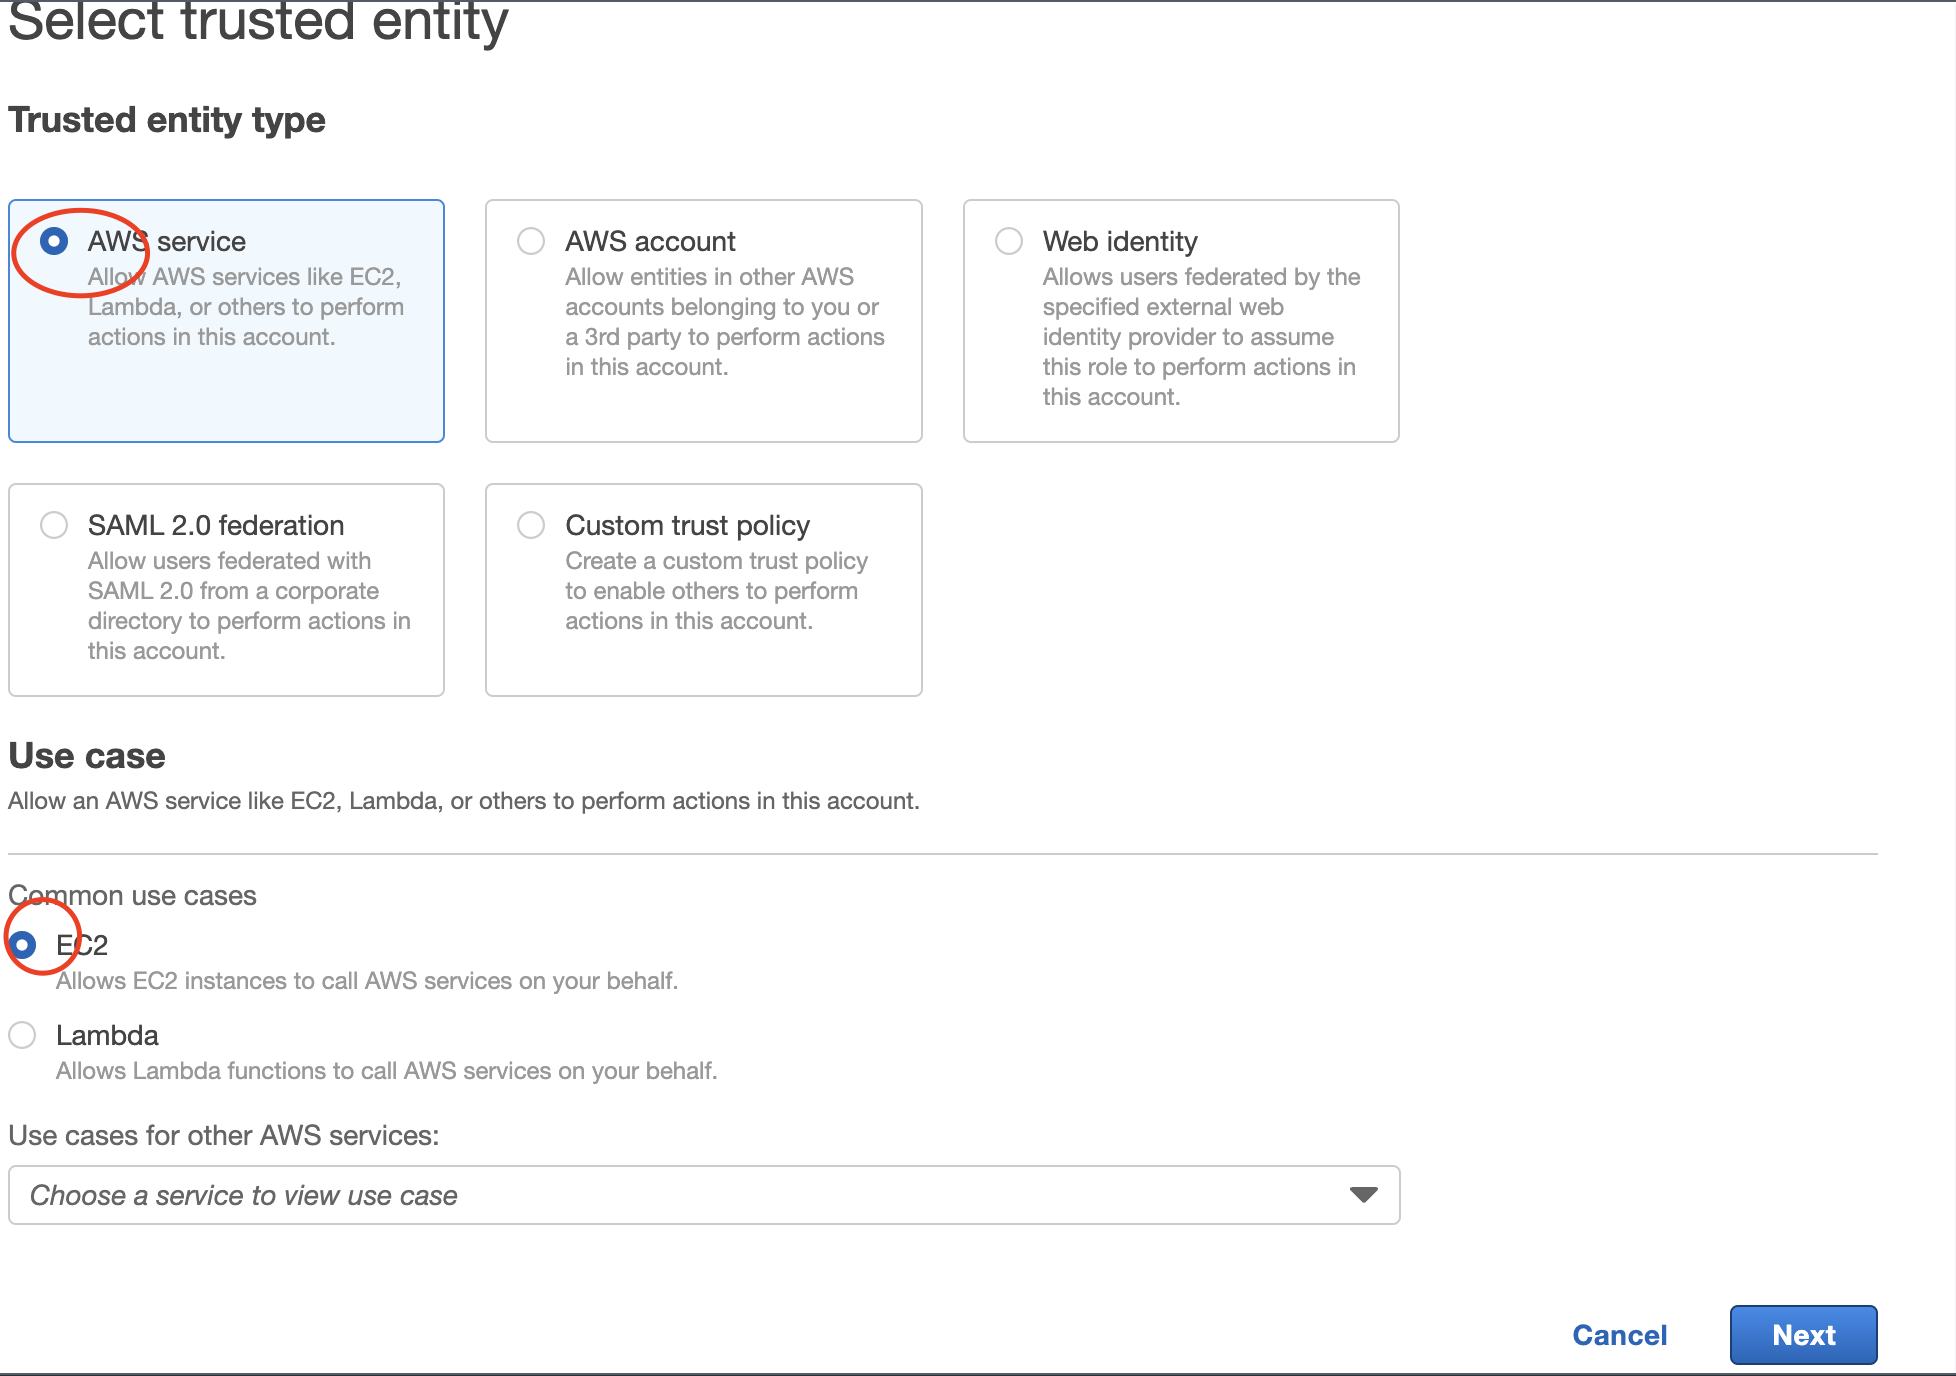 Select trusted entity
Trusted entity type
AWS service
Allow AWS services like EC2,
Lambda, or others to perform
actions in this account.
AWS account
Allow entities in other AWS
accounts belonging to you or
a 3rd party to perform actions
in this account.
Web identity
Allows users federated by the
specified external web
identity provider to assume
this role to perform actions in
this account.
SAML 2.0 federation
Allow users federated with
SAML 2.0 from a corporate
directory to perform actions in
this account.
Custom trust policy
Create a custom trust policy
to enable others to perform
actions in this account.
Use case
Allow an AWS service like EC2, Lambda, or others to perform actions in this account.
Common use cases
EC2
Allows EC2 instances to call AWS services on your behalf.
Lambda
Allows Lambda functions to call AWS services on your behalf.
Use cases for other AWS services:
Choose a service to view use case
Cancel
Next